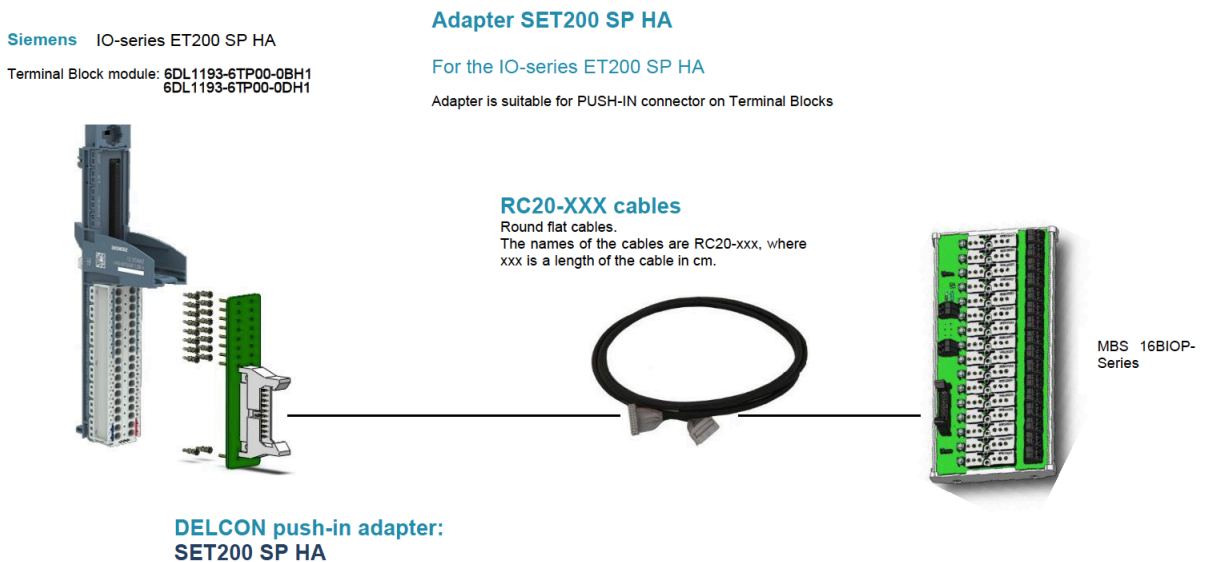 Adapter SET200 SP HA
Siemens IO-series ET200 SP HA
For the IO-series ET200 SP HA
Terminal Block module: 6DL1193-6TP00-0BH1
6DL1193-6TP00-0DH1
Adapter is suitable for PUSH-IN connector on Terminal Blocks
RC20-XXX cables
Round flat cables.
The names of the cables are RC20-xxx, where
xxx is a length of the cable in cm.
MBS 16BIOP-
Series
DELCON push-in adapter:
SET200 SP HA